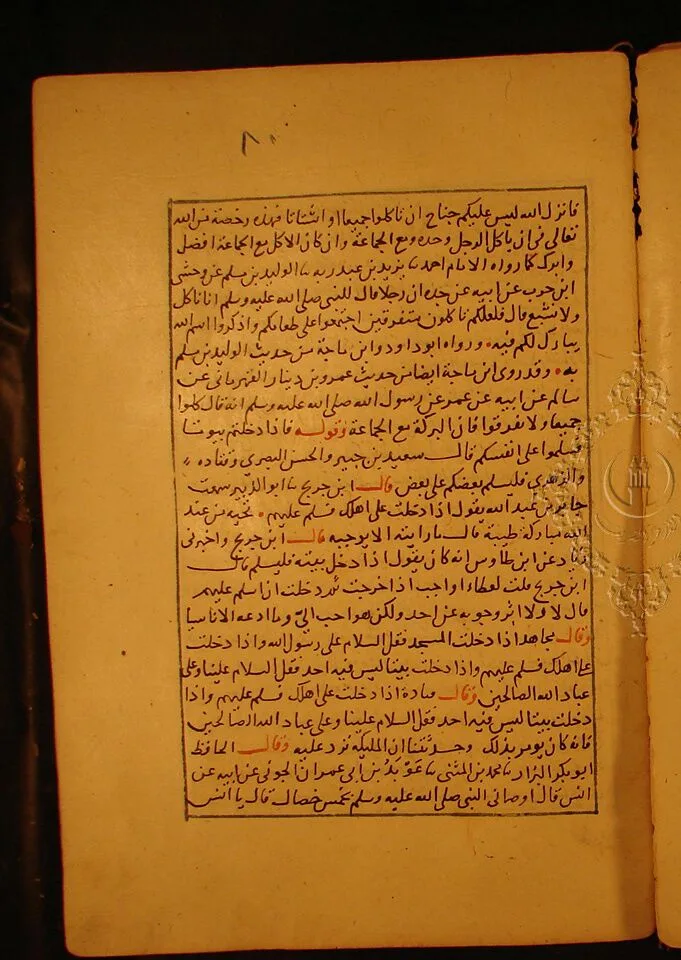 ٨٠
فانزل الله ليس عليكم جناح ان تاكلوا جميعا او اشتاتا فهذه رخصة من الله
تعالى في ان ياكل الرجل وحده ومع الجماعة وان كان الاكل مع الجماعة افضل
وابرك كما رواه الامام احمد سا يزيد بن عبد ربه سا الوليد بن مسلم عن وحشي
ابن حرب عن ابيه عن جده ان رجلا قال للنبي صلى الله عليه وسلم انا ناكل
ولا نشبع قال فلعلكم تاكلون متفرقين اجتمعوا على طعامكم واذكروا اسم الله
يبارك لكم فيه ورواه ابو داود وابن ماجة من حديث الوليد بن مسلم
به وقد روى ابن ماجة ايضا من حديث عمرو بن دينار القهرماني عن
سالم عن ابيه عن عمر عن رسول الله صلى الله عليه وسلم انه قال كلوا
جميعا ولا تفرقوا فان البركة مع الجماعة وقوله فاذا دخلتم بيوتا
فسلموا على انفسكم قال سعيد بن جبير والحسن البصري وقتاده
والزهري فليسلم بعضكم على بعض قال ابن جريج سا ابو الزبير سمعت
جابر بن عبد الله يقول اذا دخلت على اهلك فسلم عليهم تحيه من عند
الله مباركة طيبة قال ما رايته الا يوجبه قال ابن جريج واخبرني
زياد عن ابن طاوس انه كان يقول اذا دخل بيته فليسلم قال
ابن جريج قلت لعطاء اواجب اذا خرجت ثم دخلت ان اسلم عليهم
قال لا ولا اثر وجوبه عن احد ولكن هو احب الي وما ادعه الا ناسيا
وقال مجاهد اذا دخلت المسجد فقل السلام على رسول الله واذا دخلت
على اهلك فسلم عليهم واذا دخلت بيتا ليس فيه احد فقل السلام علينا وعلى
عباد الله الصالحين وقال قتادة اذا دخلت على اهلك فسلم عليهم واذا
دخلت بيتا ليس فيه احد فقل السلام علينا وعلى عباد الله الصالحين
فانه كان يومر بذلك وحدثنا ان المليكة ترد عليه وقال الحافظ
ابو بكر البزار سا محمد بن المثنى سا عوبد بن ابي عمران الجوني عن ابيه عن
انس قال اوصاني النبي صلى الله عليه وسلم بخمس خصال قال يا انس